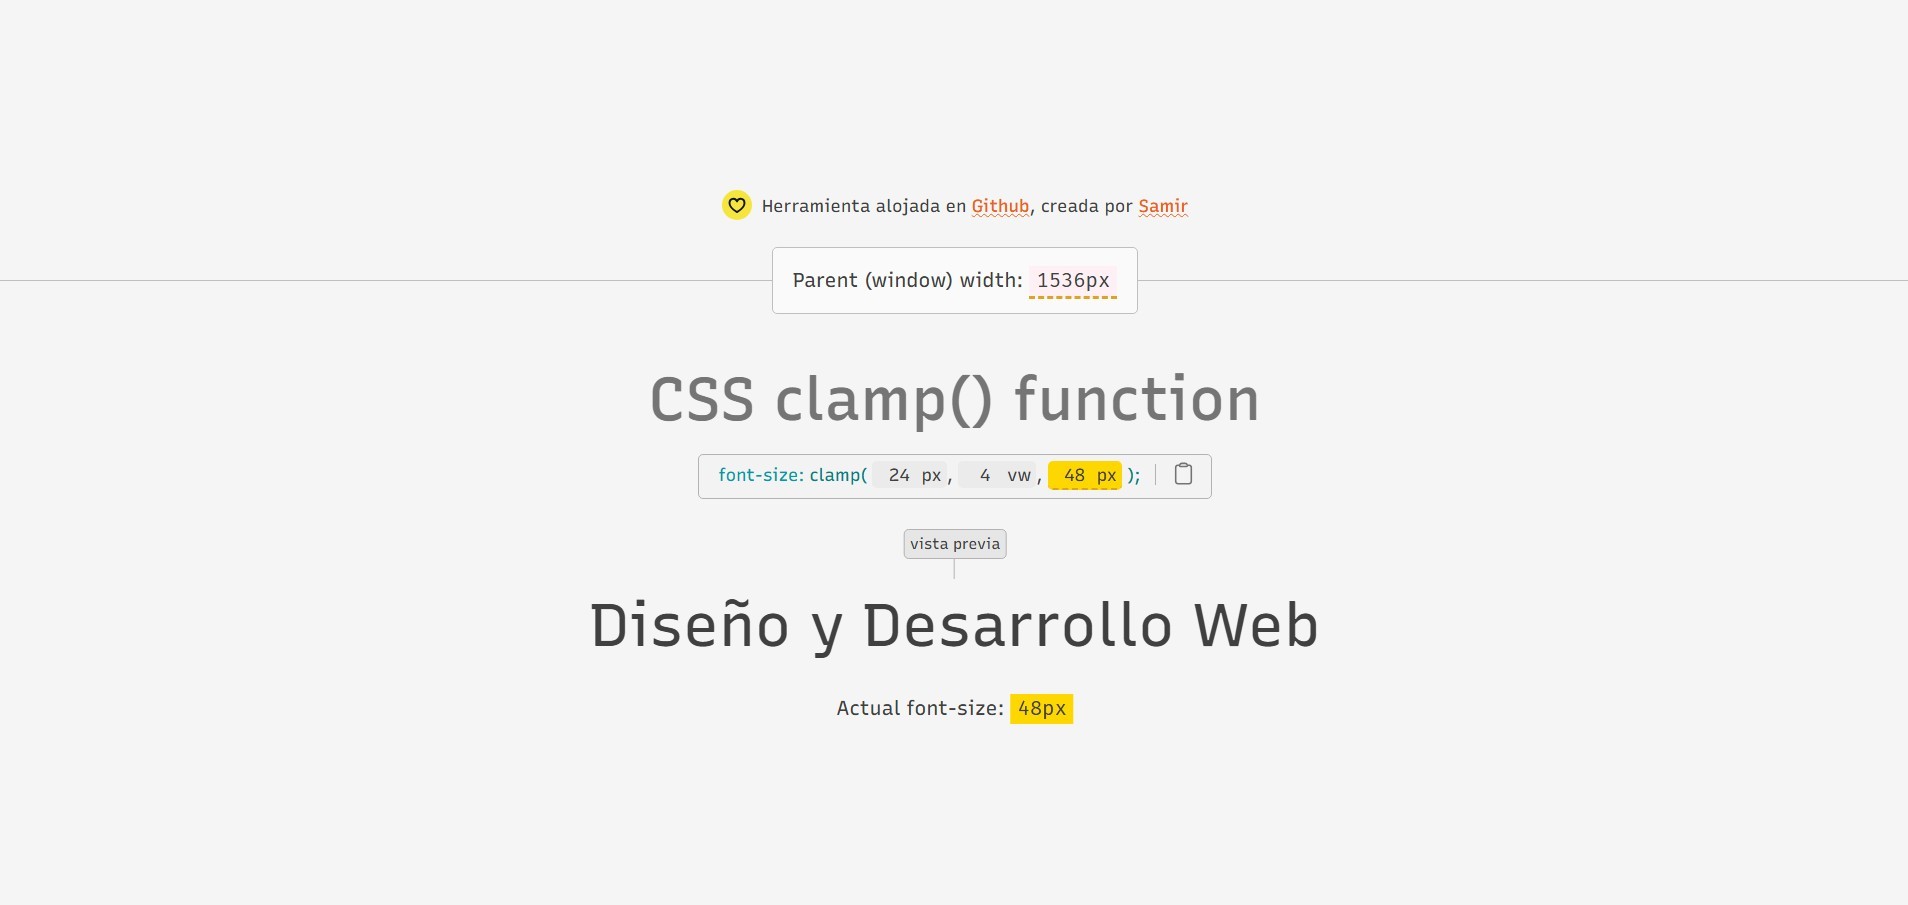 Herramienta alojada en Github, creada por Samir
Parent (window) width: 1536px
CSS clamp() function
font-size: clamp( 24 px , 4 vw , 48 px );
vista previa
Diseño y Desarrollo Web
Actual font-size: 48px